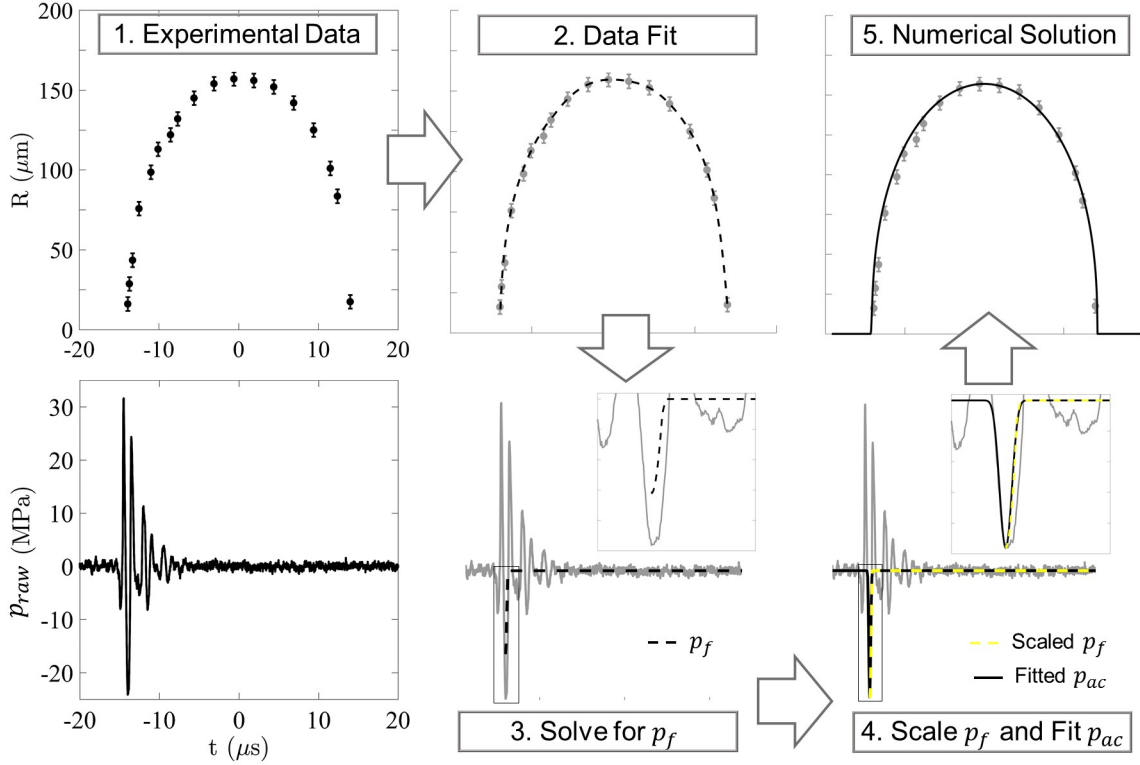 1. Experimental Data
2. Data Fit
5. Numerical Solution
200
150
100
50
0
R (μm)
-20
-10
0
10
20
30
20
10
0
-10
-20
p_raw (MPa)
-20
-10
0
10
20
t (μs)
p_f
3. Solve for p_f
Scaled p_f
Fitted p_ac
4. Scale p_f and Fit p_ac